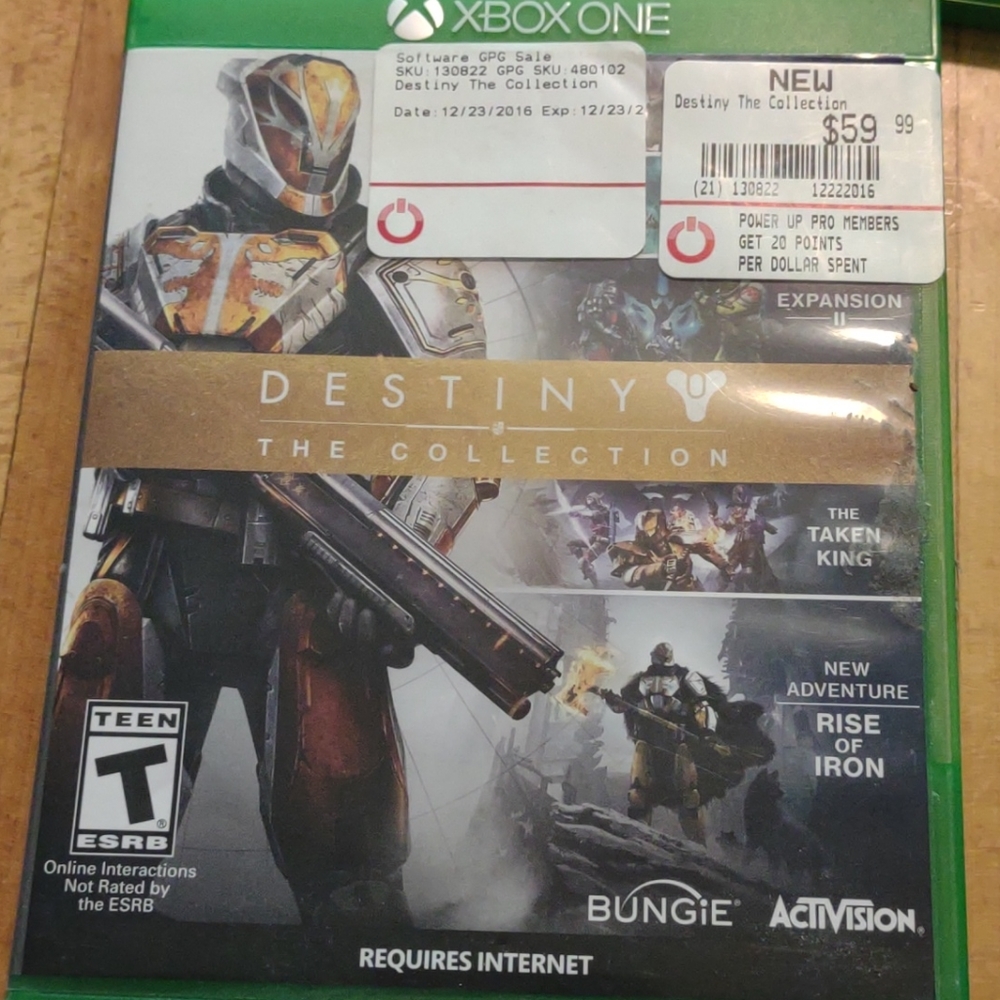 XBOX ONE
Software GPG Sale
SKU:130822 GPG SKU:480102
Destiny The Collection
Date:12/23/2016 Exp:12/23/2
NEW
Destiny The Collection
$59 99
(21) 130822 12222016
POWER UP PRO MEMBERS
GET 20 POINTS
PER DOLLAR SPENT
EXPANSION
II
DESTINY
THE COLLECTION
THE
TAKEN
KING
NEW
ADVENTURE
RISE
OF
IRON
TEEN
T
ESRB
Online Interactions
Not Rated by
the ESRB
BUNGiE
ACTIVISION
REQUIRES INTERNET